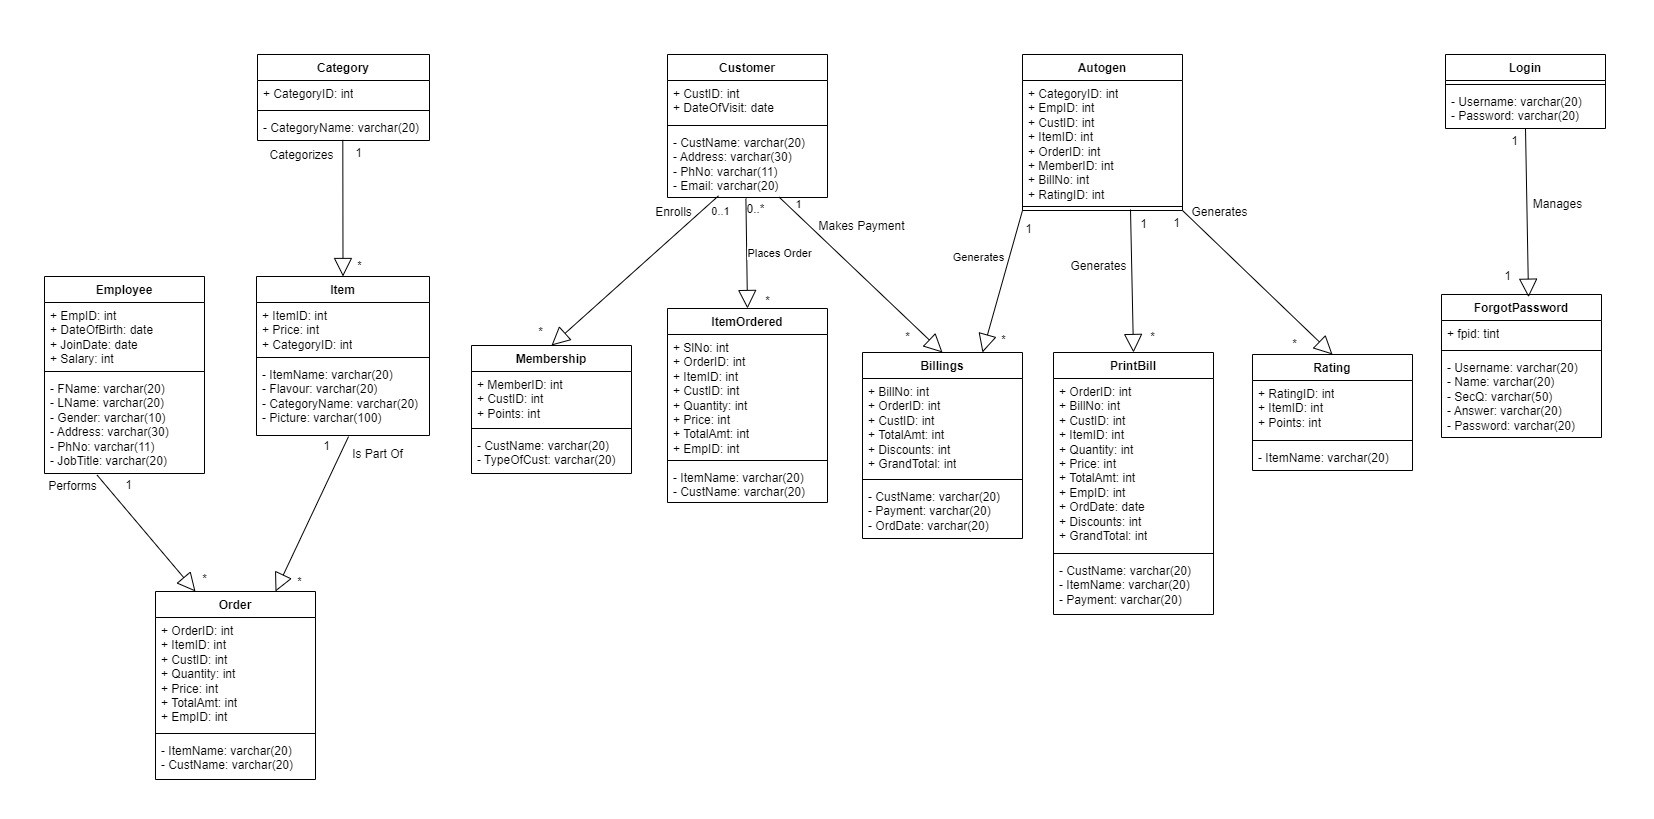 Category
+ CategoryID: int
- CategoryName: varchar(20)
Categorizes
1
*
Customer
+ CustID: int
+ DateOfVisit: date
- CustName: varchar(20)
- Address: varchar(30)
- PhNo: varchar(11)
- Email: varchar(20)
Enrolls
0..1
0..*
1
Makes Payment
Places Order
*
*
*
Autogen
+ CategoryID: int
+ EmpID: int
+ CustID: int
+ ItemID: int
+ OrderID: int
+ MemberID: int
+ BillNo: int
+ RatingID: int
1
1
1
Generates
Generates
Generates
*
*
*
Login
- Username: varchar(20)
- Password: varchar(20)
1
Manages
1
Employee
+ EmpID: int
+ DateOfBirth: date
+ JoinDate: date
+ Salary: int
- FName: varchar(20)
- LName: varchar(20)
- Gender: varchar(10)
- Address: varchar(30)
- PhNo: varchar(11)
- JobTitle: varchar(20)
Performs
1
*
Item
+ ItemID: int
+ Price: int
+ CategoryID: int
- ItemName: varchar(20)
- Flavour: varchar(20)
- CategoryName: varchar(20)
- Picture: varchar(100)
1
Is Part Of
*
Membership
+ MemberID: int
+ CustID: int
+ Points: int
- CustName: varchar(20)
- TypeOfCust: varchar(20)
ItemOrdered
+ SlNo: int
+ OrderID: int
+ ItemID: int
+ CustID: int
+ Quantity: int
+ Price: int
+ TotalAmt: int
+ EmpID: int
- ItemName: varchar(20)
- CustName: varchar(20)
Billings
+ BillNo: int
+ OrderID: int
+ CustID: int
+ TotalAmt: int
+ Discounts: int
+ GrandTotal: int
- CustName: varchar(20)
- Payment: varchar(20)
- OrdDate: varchar(20)
PrintBill
+ OrderID: int
+ BillNo: int
+ CustID: int
+ ItemID: int
+ Quantity: int
+ Price: int
+ TotalAmt: int
+ EmpID: int
+ OrdDate: date
+ Discounts: int
+ GrandTotal: int
- CustName: varchar(20)
- ItemName: varchar(20)
- Payment: varchar(20)
Rating
+ RatingID: int
+ ItemID: int
+ Points: int
- ItemName: varchar(20)
ForgotPassword
+ fpid: tint
- Username: varchar(20)
- Name: varchar(20)
- SecQ: varchar(50)
- Answer: varchar(20)
- Password: varchar(20)
Order
+ OrderID: int
+ ItemID: int
+ CustID: int
+ Quantity: int
+ Price: int
+ TotalAmt: int
+ EmpID: int
- ItemName: varchar(20)
- CustName: varchar(20)